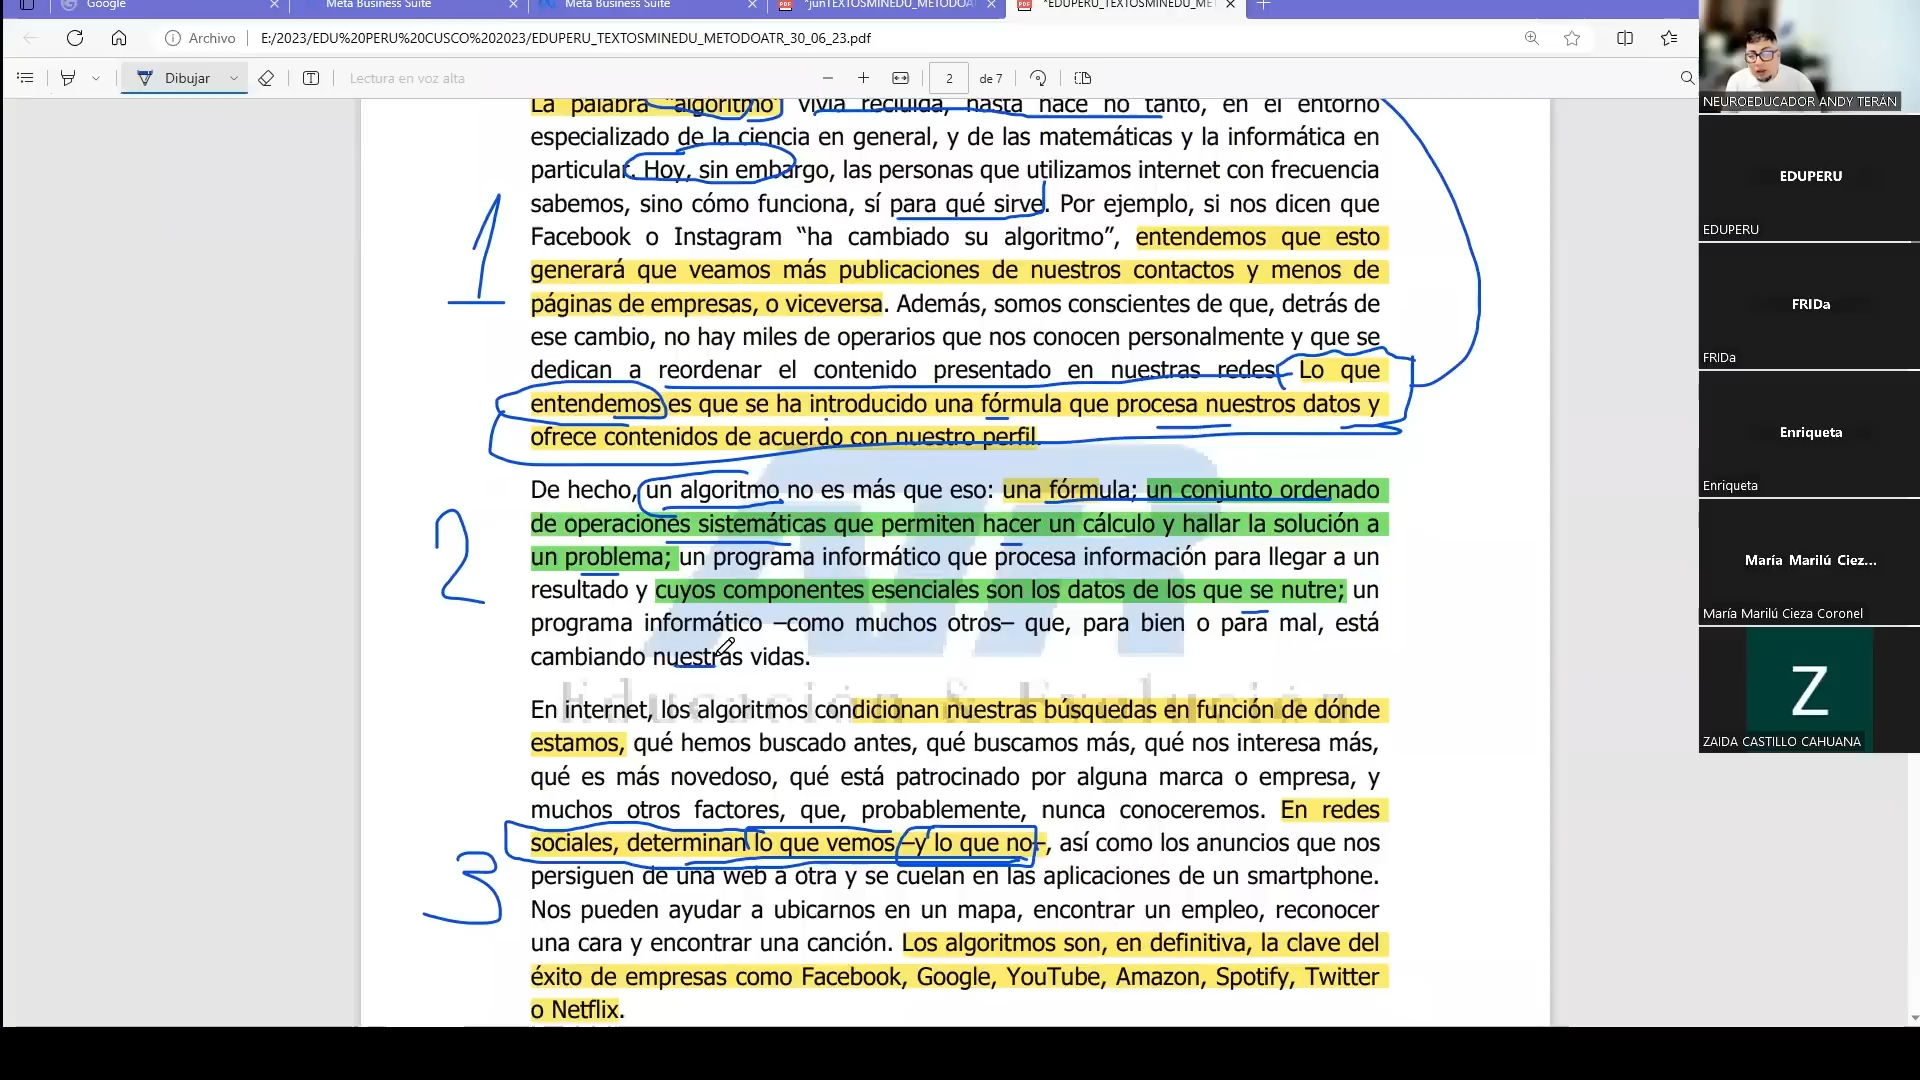 Google
Meta Business Suite
Meta Business Suite
*junTEXTOSMINEDU_METODOA
*EDUPERU_TEXTOSMINEDU_ME
Archivo
E:/2023/EDU%20PERU%20CUSCO%202023/EDUPERU_TEXTOSMINEDU_METODOATR_30_06_23.pdf
Dibujar
Lectura en voz alta
2
de 7
La palabra "algoritmo" vivía recluida, hasta hace no tanto, en el entorno
especializado de la ciencia en general, y de las matemáticas y la informática en
particular. Hoy, sin embargo, las personas que utilizamos internet con frecuencia
sabemos, sino cómo funciona, sí para qué sirve. Por ejemplo, si nos dicen que
Facebook o Instagram “ha cambiado su algoritmo”, entendemos que esto
generará que veamos más publicaciones de nuestros contactos y menos de
páginas de empresas, o viceversa. Además, somos conscientes de que, detrás de
ese cambio, no hay miles de operarios que nos conocen personalmente y que se
dedican a reordenar el contenido presentado en nuestras redes. Lo que
entendemos es que se ha introducido una fórmula que procesa nuestros datos y
ofrece contenidos de acuerdo con nuestro perfil.
1
De hecho, un algoritmo no es más que eso: una fórmula; un conjunto ordenado
de operaciones sistemáticas que permiten hacer un cálculo y hallar la solución a
un problema; un programa informático que procesa información para llegar a un
resultado y cuyos componentes esenciales son los datos de los que se nutre; un
programa informático –como muchos otros– que, para bien o para mal, está
cambiando nuestras vidas.
2
ATR
Educación & Evolución
En internet, los algoritmos condicionan nuestras búsquedas en función de dónde
estamos, qué hemos buscado antes, qué buscamos más, qué nos interesa más,
qué es más novedoso, qué está patrocinado por alguna marca o empresa, y
muchos otros factores, que, probablemente, nunca conoceremos. En redes
sociales, determinan lo que vemos –y lo que no–, así como los anuncios que nos
persiguen de una web a otra y se cuelan en las aplicaciones de un smartphone.
Nos pueden ayudar a ubicarnos en un mapa, encontrar un empleo, reconocer
una cara y encontrar una canción. Los algoritmos son, en definitiva, la clave del
éxito de empresas como Facebook, Google, YouTube, Amazon, Spotify, Twitter
o Netflix.
3
NEUROEDUCADOR ANDY TERÁN
EDUPERU
EDUPERU
FRIDa
FRIDa
Enriqueta
Enriqueta
María Marilú Ciez...
María Marilú Cieza Coronel
Z
ZAIDA CASTILLO CAHUANA